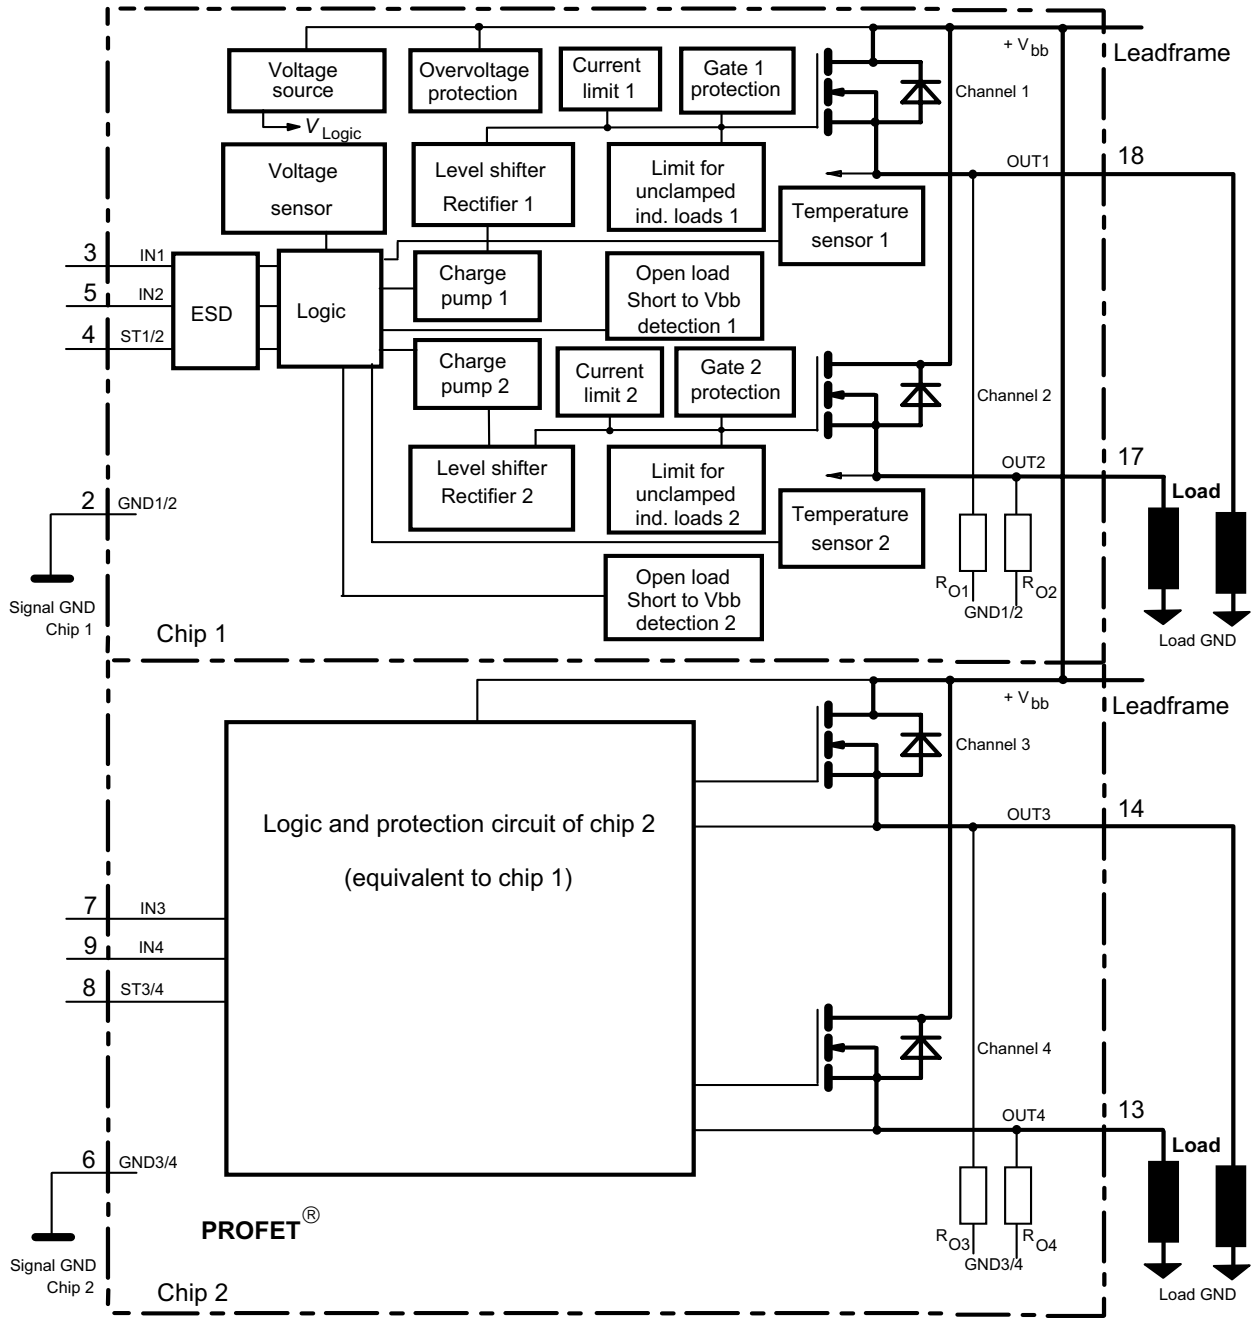 + Vbb
Leadframe
Voltage
source
Overvoltage
protection
Current
limit 1
Gate 1
protection
Channel 1
VLogic
Voltage
sensor
Level shifter
Rectifier 1
Limit for
unclamped
ind. loads 1
OUT1
18
Temperature
sensor 1
3
IN1
5
IN2
4
ST1/2
ESD
Logic
Charge
pump 1
Open load
Short to Vbb
detection 1
Charge
pump 2
Current
limit 2
Gate 2
protection
Channel 2
Level shifter
Rectifier 2
Limit for
unclamped
ind. loads 2
OUT2
17
Load
2
GND1/2
Temperature
sensor 2
RO1
RO2
GND1/2
Signal GND
Chip 1
Open load
Short to Vbb
detection 2
Load GND
Chip 1
+ Vbb
Leadframe
Channel 3
Logic and protection circuit of chip 2
(equivalent to chip 1)
OUT3
14
7
IN3
9
IN4
8
ST3/4
Channel 4
OUT4
13
Load
6
GND3/4
PROFET®
RO3
RO4
GND3/4
Signal GND
Chip 2
Load GND
Chip 2